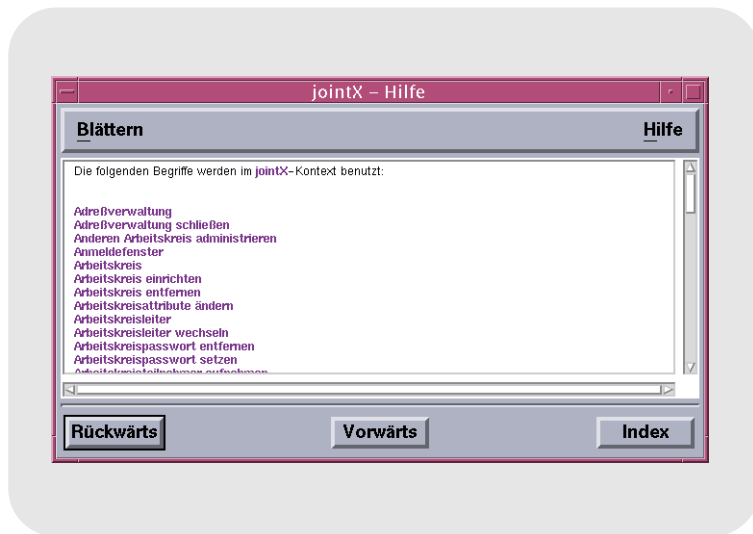 jointX – Hilfe
Blättern Hilfe
Die folgenden Begriffe werden im jointX-Kontext benutzt:
Adreßverwaltung
Adreßverwaltung schließen
Anderen Arbeitskreis administrieren
Anmeldefenster
Arbeitskreis
Arbeitskreis einrichten
Arbeitskreis entfernen
Arbeitskreisattribute ändern
Arbeitskreisleiter
Arbeitskreisleiter wechseln
Arbeitskreispasswort entfernen
Arbeitskreispasswort setzen
Rückwärts Vorwärts Index